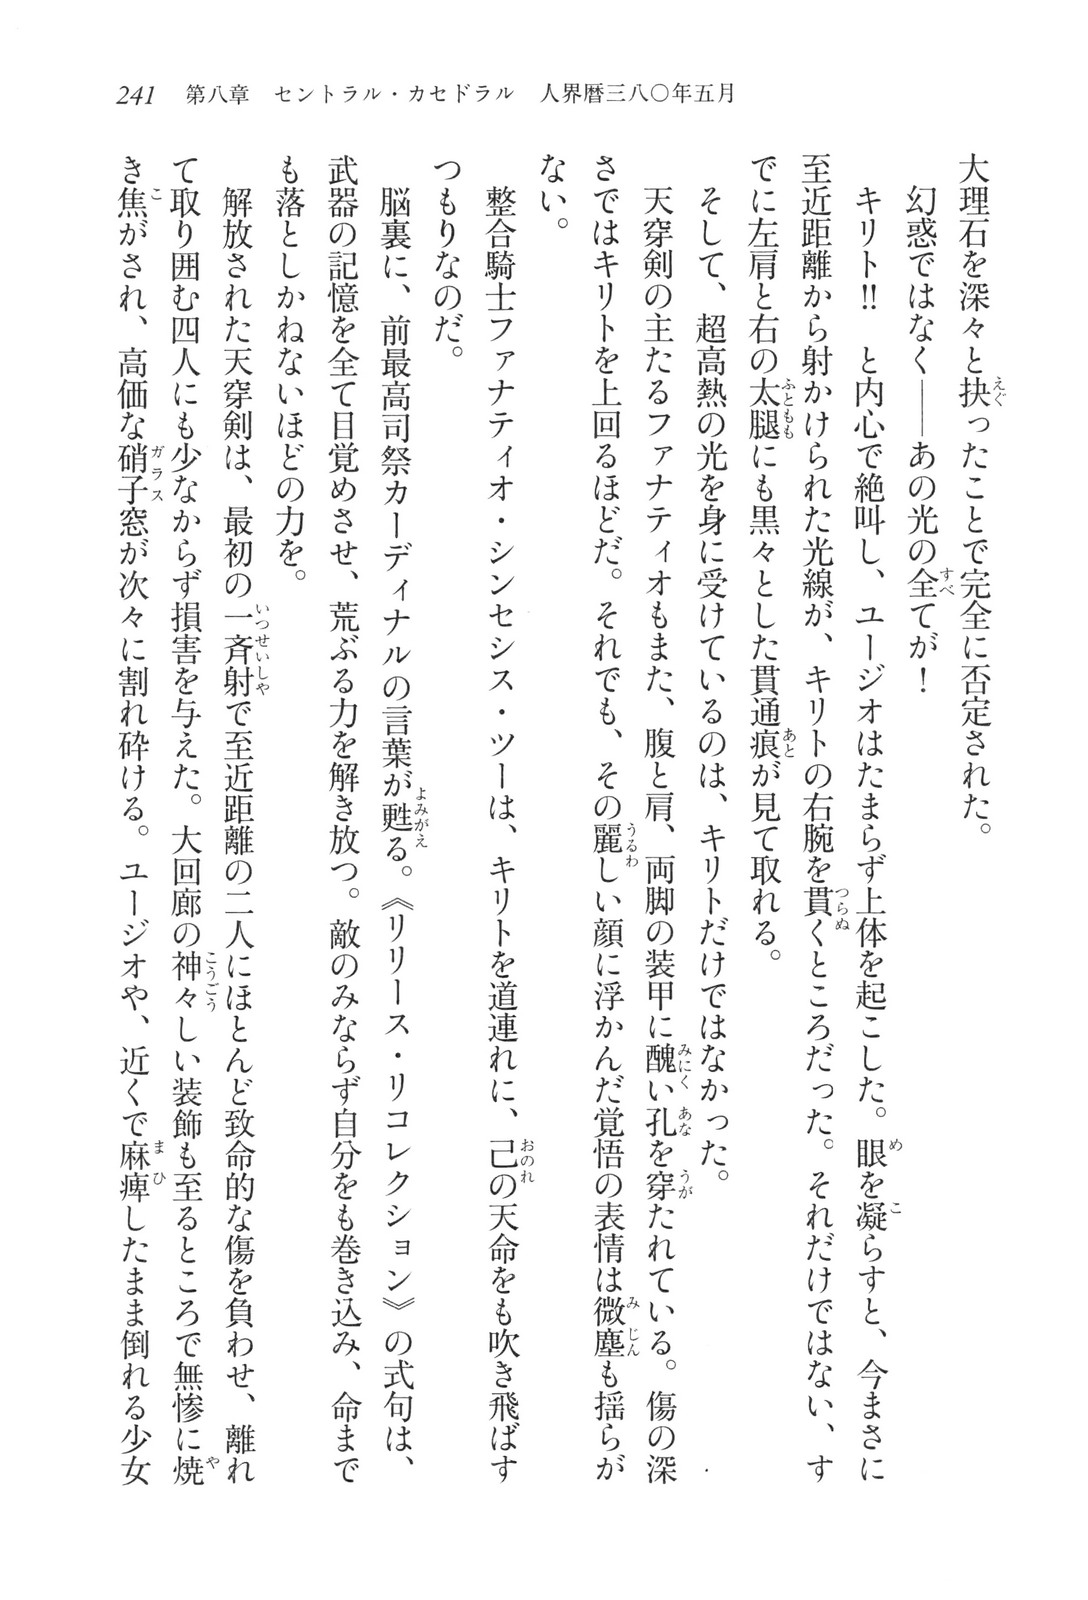 241　第八章　セントラル・カセドラル　人界暦三八〇年五月
大理石を深々と抉ったことで完全に否定された。
　幻惑ではなく――あの光の全てが！
　キリト!!　と内心で絶叫し、ユージオはたまらず上体を起こした。眼を凝らすと、今まさに
至近距離から射かけられた光線が、キリトの右腕を貫くところだった。それだけではない、す
でに左肩と右の太腿にも黒々とした貫通痕が見て取れる。
　そして、超高熱の光を身に受けているのは、キリトだけではなかった。
　天穿剣の主たるファナティオもまた、腹と肩、両脚の装甲に醜い孔を穿たれている。傷の深
さではキリトを上回るほどだ。それでも、その麗しい顔に浮かんだ覚悟の表情は微塵も揺らが
ない。
　整合騎士ファナティオ・シンセシス・ツーは、キリトを道連れに、己の天命をも吹き飛ばす
つもりなのだ。
　脳裏に、前最高司祭カーディナルの言葉が甦る。《リリース・リコレクション》の式句は、
武器の記憶を全て目覚めさせ、荒ぶる力を解き放つ。敵のみならず自分をも巻き込み、命まで
も落としかねないほどの力を。
　解放された天穿剣は、最初の一斉射で至近距離の二人にほとんど致命的な傷を負わせ、離れ
て取り囲む四人にも少なからず損害を与えた。大回廊の神々しい装飾も至るところで無惨に焼
き焦がされ、高価な硝子窓が次々に割れ砕ける。ユージオや、近くで麻痺したまま倒れる少女